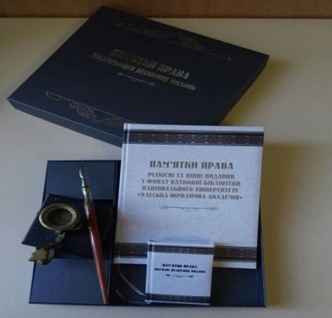 ПАМ'ЯТКИ ПРАВА
ПАМ'ЯТКИ ПРАВА
РІДКІСНІ ТА ЦІННІ ВИДАННЯ
З ФОНДУ НАУКОВОЇ БІБЛІОТЕКИ
НАЦІОНАЛЬНОГО УНІВЕРСИТЕТУ
«ОДЕСЬКА ЮРИДИЧНА АКАДЕМІЯ»
ПАМ'ЯТКИ ПРАВА